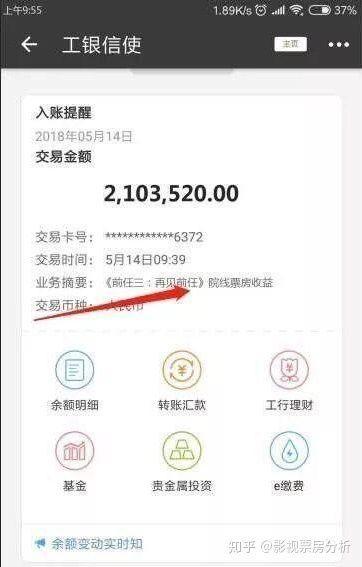 上午9:55
1.89K/s
37%
工银信使
主页
入账提醒
2018年05月14日
交易金额
2,103,520.00
交易卡号： ************6372
交易时间： 5月14日09:39
业务摘要： 《前任三：再见前任》院线票房收益
交易币种： 人民币
余额明细
转账汇款
工行理财
基金
贵金属投资
e缴费
余额变动实时知
知乎 @影视票房分析